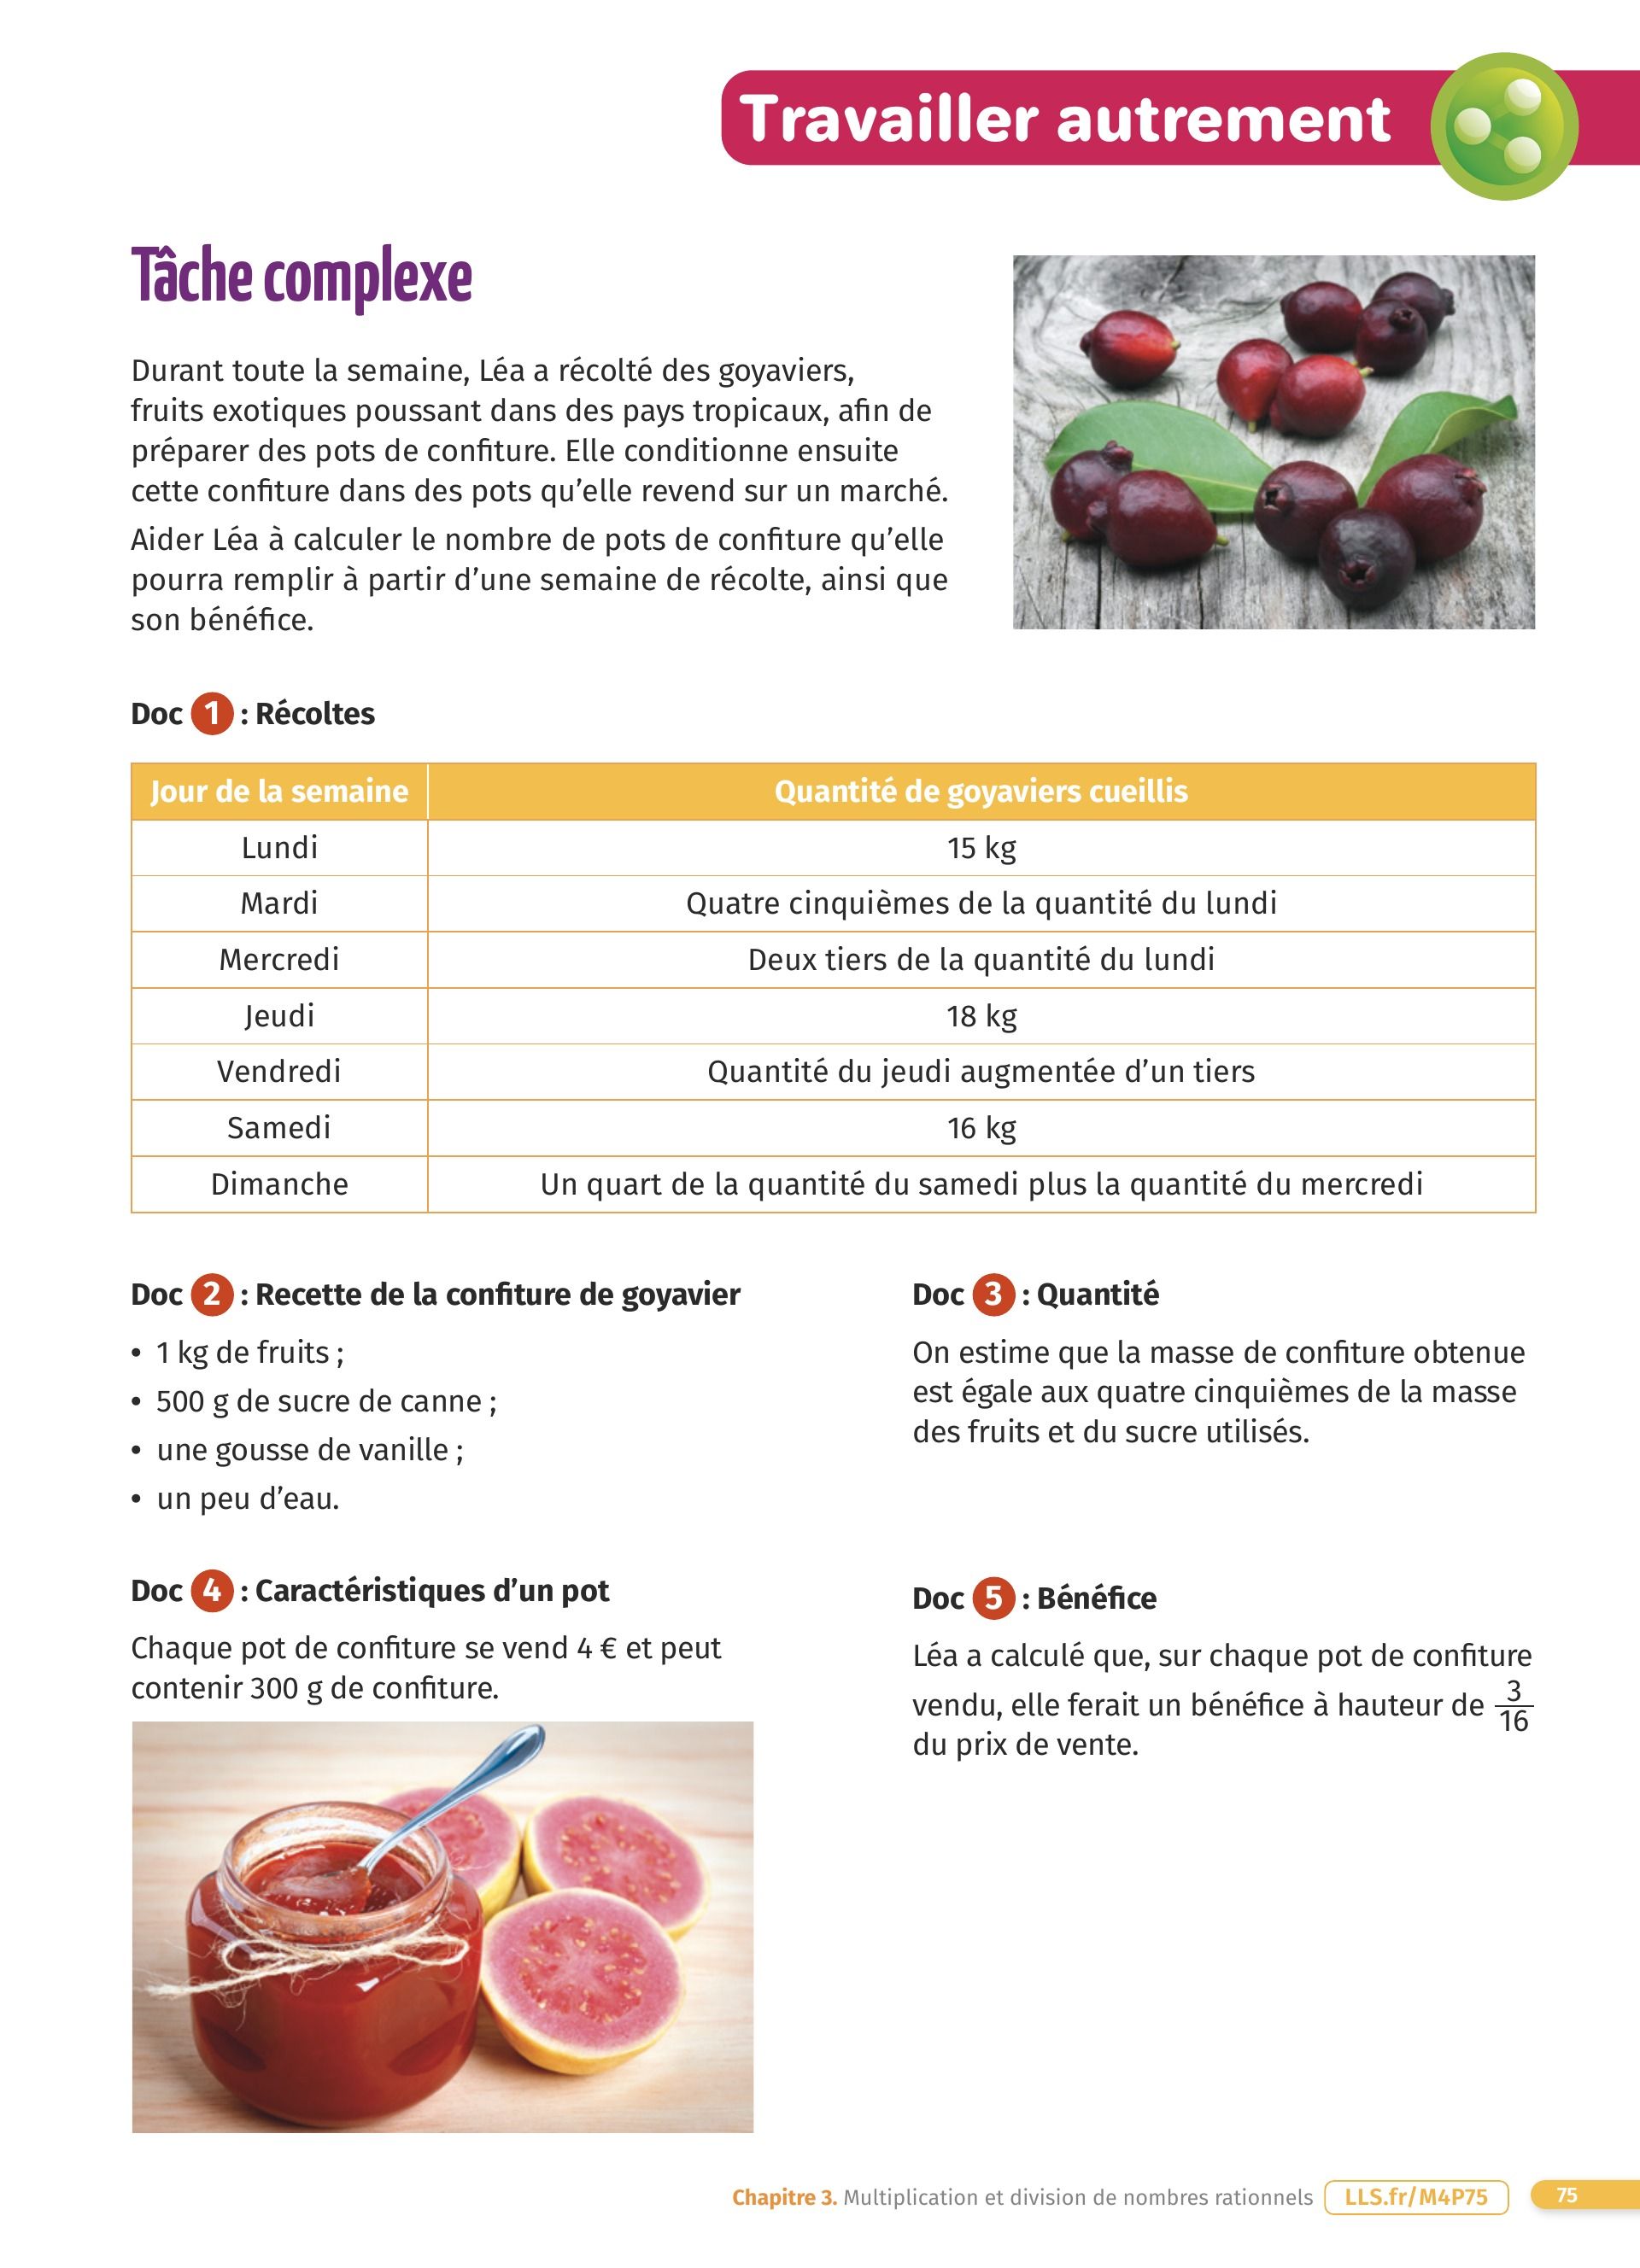 Travailler autrement
Tâche complexe
Durant toute la semaine, Léa a récolté des goyaviers,
fruits exotiques poussant dans des pays tropicaux, afin de
préparer des pots de confiture. Elle conditionne ensuite
cette confiture dans des pots qu’elle revend sur un marché.
Aider Léa à calculer le nombre de pots de confiture qu’elle
pourra remplir à partir d’une semaine de récolte, ainsi que
son bénéfice.
Doc 1 : Récoltes
Jour de la semaine Quantité de goyaviers cueillis
Lundi 15 kg
Mardi Quatre cinquièmes de la quantité du lundi
Mercredi Deux tiers de la quantité du lundi
Jeudi 18 kg
Vendredi Quantité du jeudi augmentée d’un tiers
Samedi 16 kg
Dimanche Un quart de la quantité du samedi plus la quantité du mercredi
Doc 2 : Recette de la confiture de goyavier
• 1 kg de fruits ;
• 500 g de sucre de canne ;
• une gousse de vanille ;
• un peu d’eau.
Doc 3 : Quantité
On estime que la masse de confiture obtenue
est égale aux quatre cinquièmes de la masse
des fruits et du sucre utilisés.
Doc 4 : Caractéristiques d’un pot
Chaque pot de confiture se vend 4 € et peut
contenir 300 g de confiture.
Doc 5 : Bénéfice
Léa a calculé que, sur chaque pot de confiture
vendu, elle ferait un bénéfice à hauteur de 3/16
du prix de vente.
Chapitre 3. Multiplication et division de nombres rationnels LLS.fr/M4P75 75